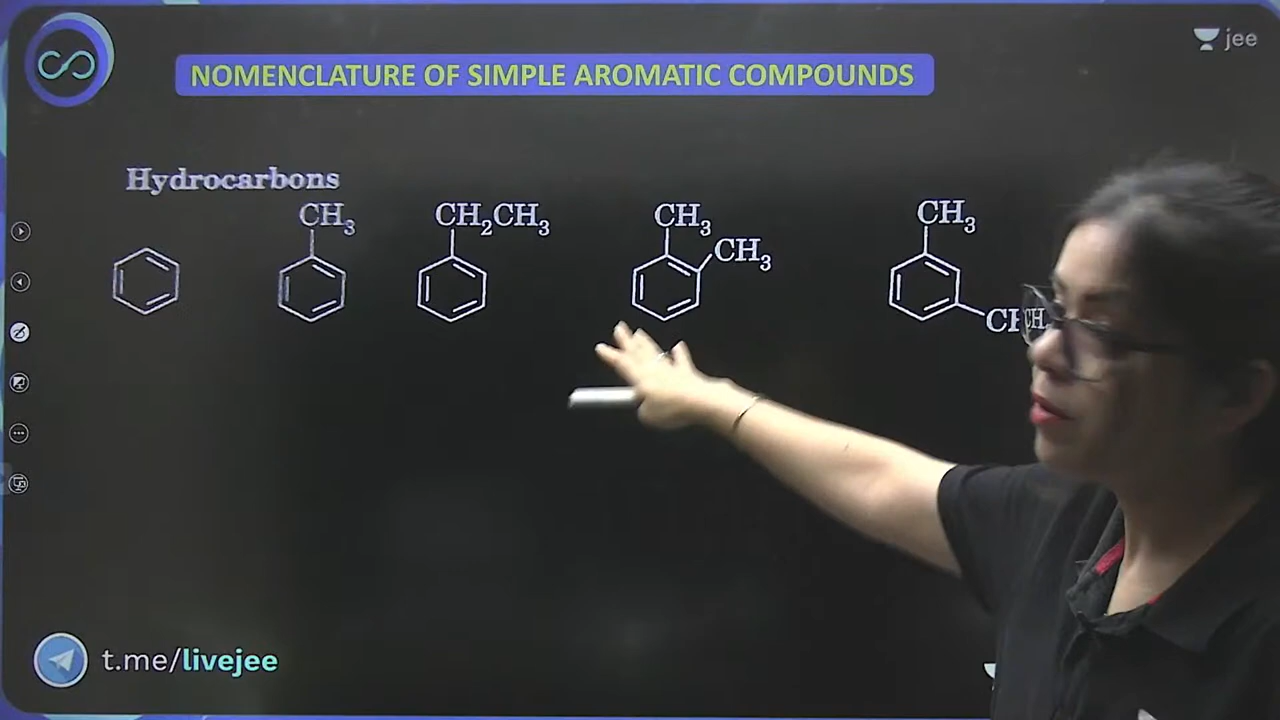 jee
NOMENCLATURE OF SIMPLE AROMATIC COMPOUNDS
Hydrocarbons
CH₃
CH₂CH₃
CH₃
CH₃
CH₃
t.me/livejee